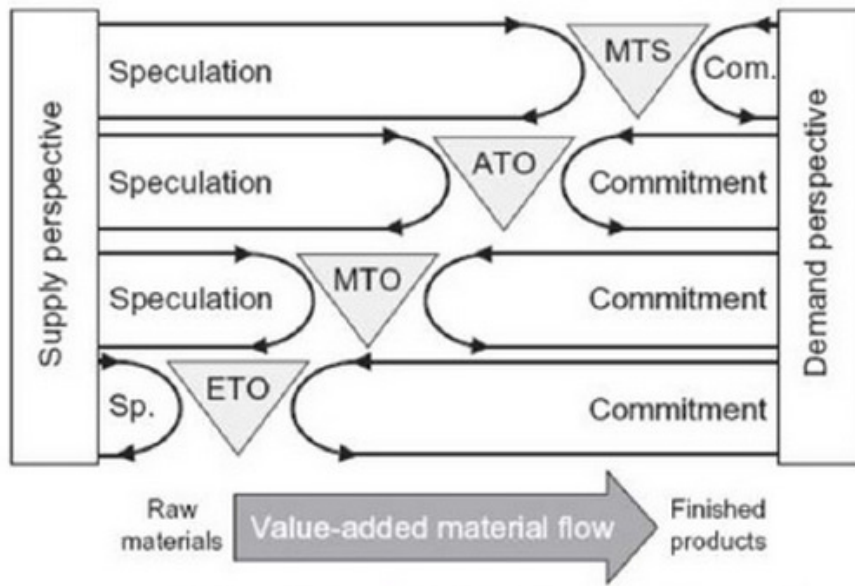 Supply perspective
Speculation
MTS
Com.
Speculation
ATO
Commitment
Speculation
MTO
Commitment
Sp.
ETO
Commitment
Demand perspective
Raw
materials
Value-added material flow
Finished
products